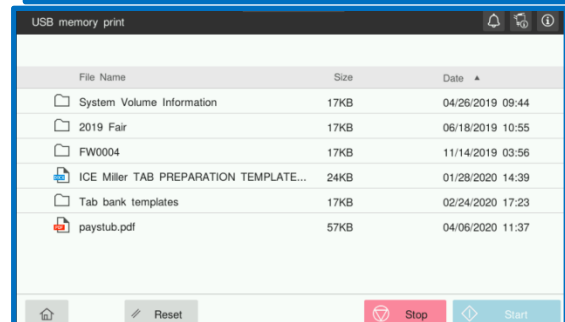 USB memory print
File Name Size Date ▲
System Volume Information 17KB 04/26/2019 09:44
2019 Fair 17KB 06/18/2019 10:55
FW0004 17KB 11/14/2019 03:56
ICE Miller TAB PREPARATION TEMPLATE... 24KB 01/28/2020 14:39
Tab bank templates 17KB 02/24/2020 17:23
paystub.pdf 57KB 04/06/2020 11:37
Reset Stop Start